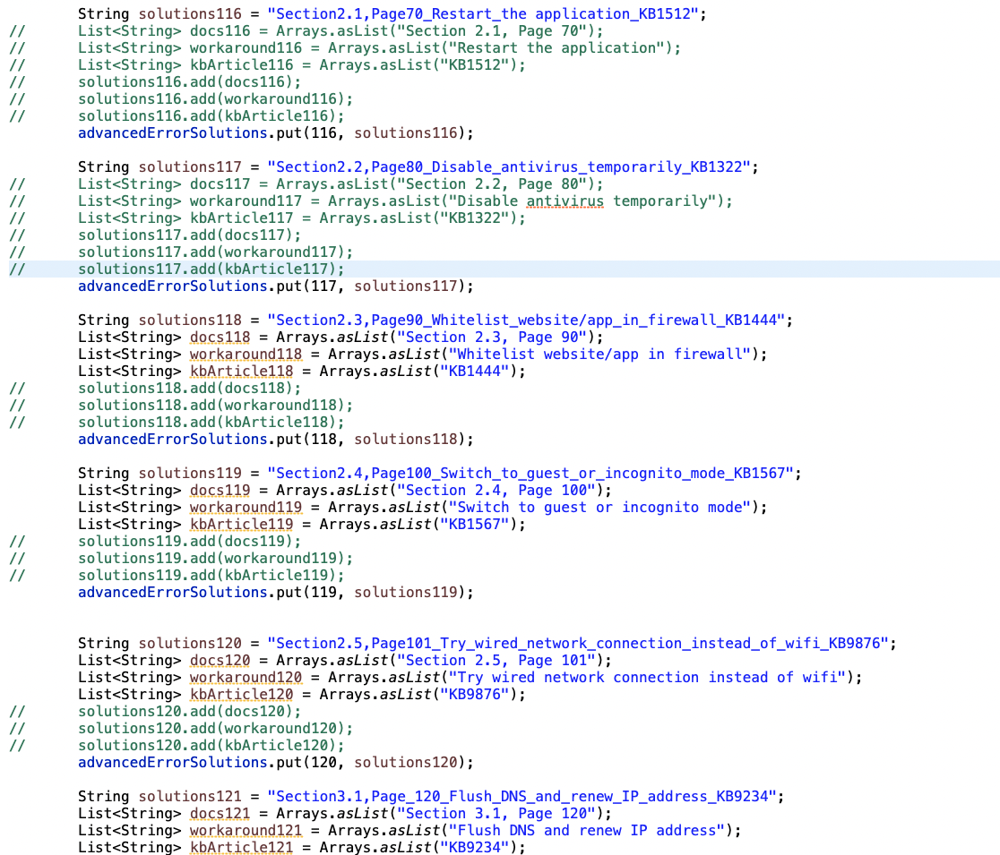 String solutions116 = "Section2.1,Page70_Restart_the application_KB1512";
//      List<String> docs116 = Arrays.asList("Section 2.1, Page 70");
//      List<String> workaround116 = Arrays.asList("Restart the application");
//      List<String> kbArticle116 = Arrays.asList("KB1512");
//      solutions116.add(docs116);
//      solutions116.add(workaround116);
//      solutions116.add(kbArticle116);
        advancedErrorSolutions.put(116, solutions116);

        String solutions117 = "Section2.2,Page80_Disable_antivirus_temporarily_KB1322";
//      List<String> docs117 = Arrays.asList("Section 2.2, Page 80");
//      List<String> workaround117 = Arrays.asList("Disable antivirus temporarily");
//      List<String> kbArticle117 = Arrays.asList("KB1322");
//      solutions117.add(docs117);
//      solutions117.add(workaround117);
//      solutions117.add(kbArticle117);
        advancedErrorSolutions.put(117, solutions117);

        String solutions118 = "Section2.3,Page90_Whitelist_website/app_in_firewall_KB1444";
        List<String> docs118 = Arrays.asList("Section 2.3, Page 90");
        List<String> workaround118 = Arrays.asList("Whitelist website/app in firewall");
        List<String> kbArticle118 = Arrays.asList("KB1444");
//      solutions118.add(docs118);
//      solutions118.add(workaround118);
//      solutions118.add(kbArticle118);
        advancedErrorSolutions.put(118, solutions118);

        String solutions119 = "Section2.4,Page100_Switch_to_guest_or_incognito_mode_KB1567";
        List<String> docs119 = Arrays.asList("Section 2.4, Page 100");
        List<String> workaround119 = Arrays.asList("Switch to guest or incognito mode");
        List<String> kbArticle119 = Arrays.asList("KB1567");
//      solutions119.add(docs119);
//      solutions119.add(workaround119);
//      solutions119.add(kbArticle119);
        advancedErrorSolutions.put(119, solutions119);

        String solutions120 = "Section2.5,Page101_Try_wired_network_connection_instead_of_wifi_KB9876";
        List<String> docs120 = Arrays.asList("Section 2.5, Page 101");
        List<String> workaround120 = Arrays.asList("Try wired network connection instead of wifi");
        List<String> kbArticle120 = Arrays.asList("KB9876");
//      solutions120.add(docs120);
//      solutions120.add(workaround120);
//      solutions120.add(kbArticle120);
        advancedErrorSolutions.put(120, solutions120);

        String solutions121 = "Section3.1,Page_120_Flush_DNS_and_renew_IP_address_KB9234";
        List<String> docs121 = Arrays.asList("Section 3.1, Page 120");
        List<String> workaround121 = Arrays.asList("Flush DNS and renew IP address");
        List<String> kbArticle121 = Arrays.asList("KB9234");